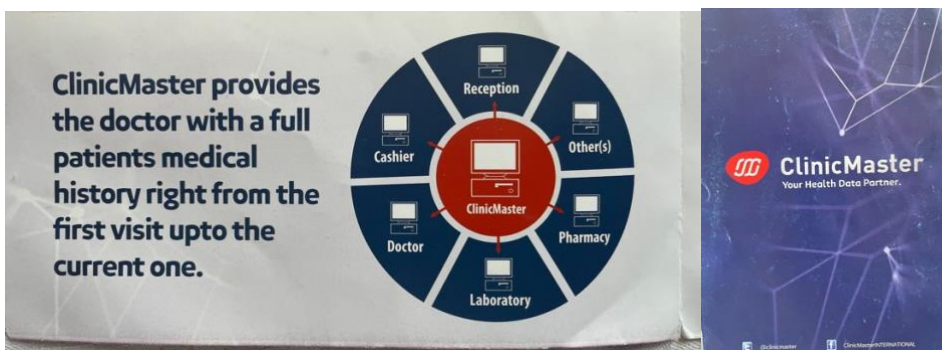 ClinicMaster provides
the doctor with a full
patients medical
history right from the
first visit upto the
current one.
Reception
Cashier
Other(s)
ClinicMaster
Doctor
Pharmacy
Laboratory
ClinicMaster
Your Health Data Partner.
@clinicmaster
ClinicMasterINTERNATIONAL